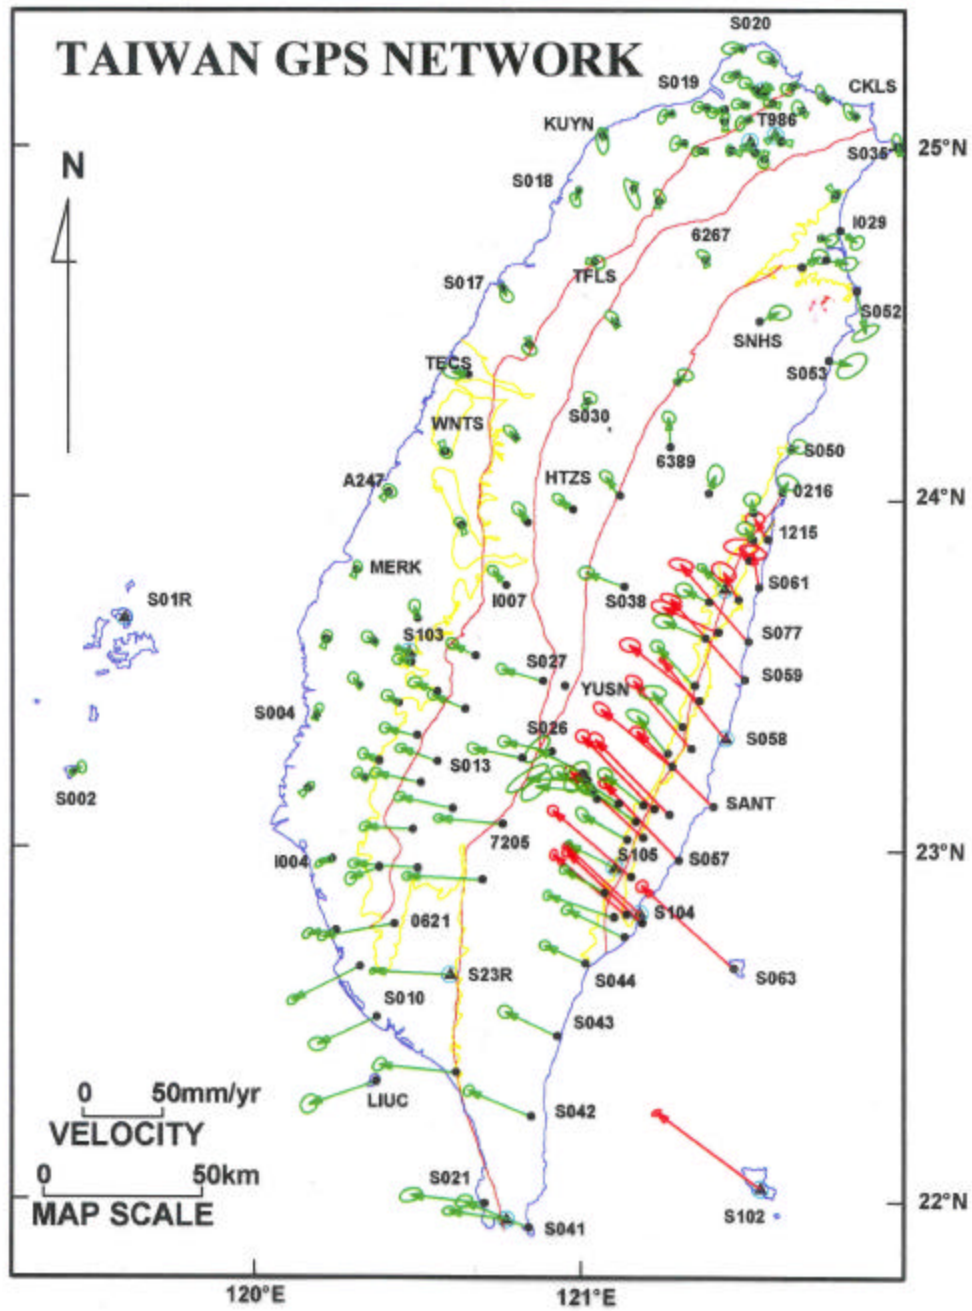 S020
TAIWAN GPS NETWORK
S019
CKLS
KUYN
T986
25°N
S035
N
S018
I029
6267
S017
TFLS
S052
SNHS
TECS
S053
S030
WNTS
S050
6389
HTZS
A247
0216
24°N
1215
MERK
S061
I007
S038
S01R
S103
S077
S027
S059
YUSN
S004
S026
S058
S013
S002
SANT
7205
S105
S057
23°N
I004
S104
0621
S23R
S063
S044
S010
S043
0 50mm/yr
LIUC
S042
VELOCITY
0 50km
S021
22°N
MAP SCALE
S102
S041
120°E
121°E